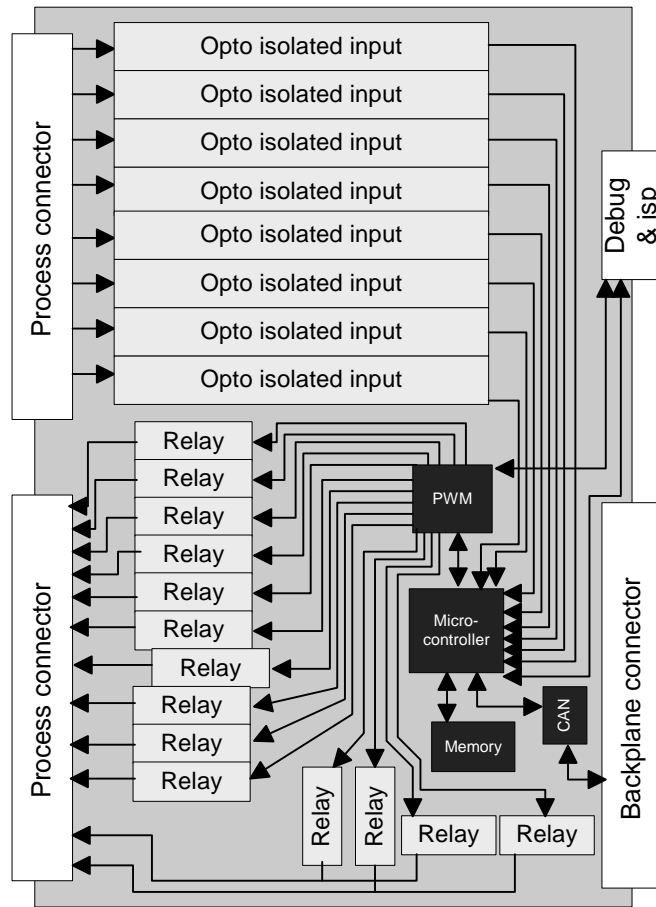 Opto isolated input
Opto isolated input
Opto isolated input
Opto isolated input
Opto isolated input
Opto isolated input
Opto isolated input
Opto isolated input
Process connector
Debug
& isp
Relay
Relay
Relay
Relay
Relay
Relay
Relay
Relay
Relay
Relay
PWM
Micro-
controller
Memory
CAN
Process connector
Backplane connector
Relay
Relay
Relay
Relay